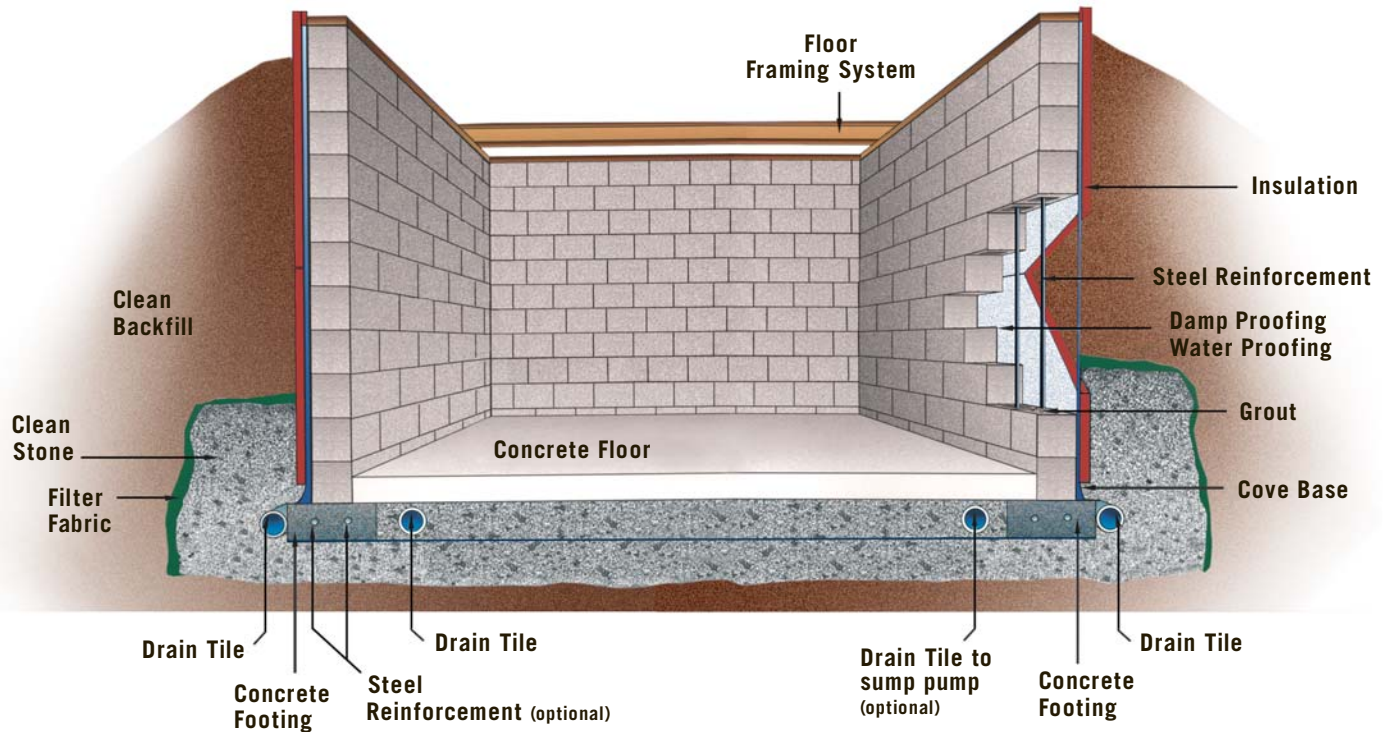 Floor
Framing System
Insulation
Steel Reinforcement
Damp Proofing
Water Proofing
Grout
Cove Base
Clean
Backfill
Clean
Stone
Filter
Fabric
Concrete Floor
Drain Tile
Concrete
Footing
Steel
Reinforcement (optional)
Drain Tile
Drain Tile to
sump pump
(optional)
Concrete
Footing
Drain Tile